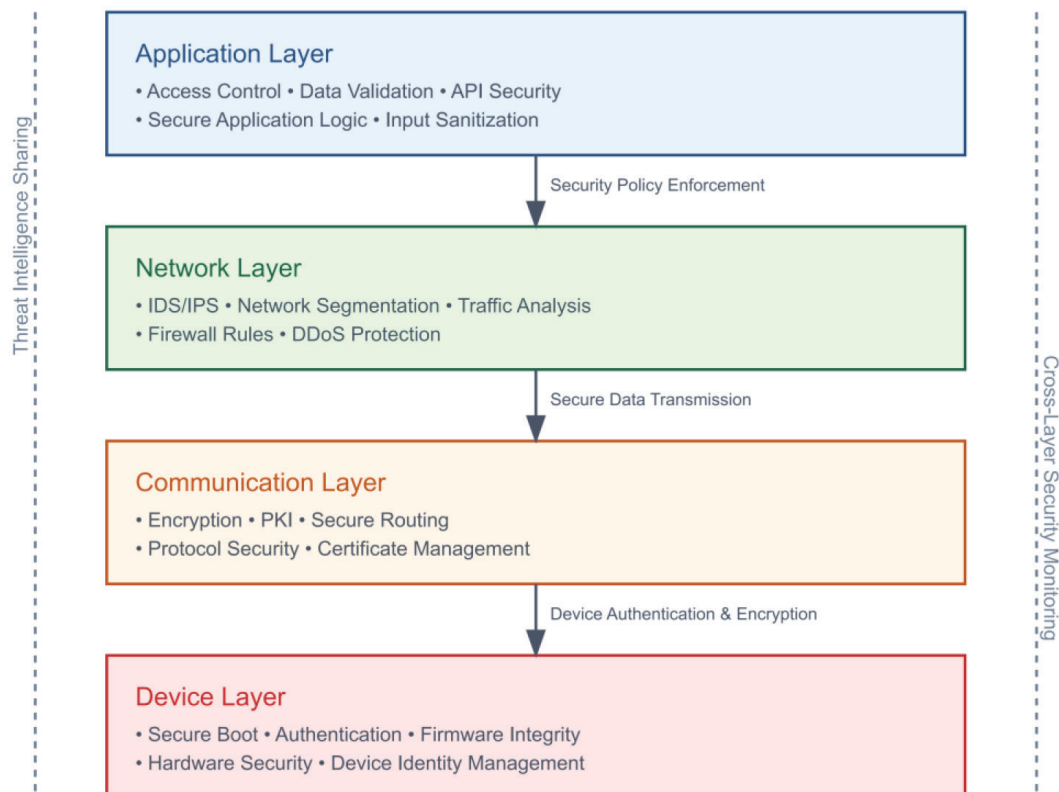 Threat Intelligence Sharing
Application Layer
• Access Control • Data Validation • API Security
• Secure Application Logic • Input Sanitization
Security Policy Enforcement
Network Layer
• IDS/IPS • Network Segmentation • Traffic Analysis
• Firewall Rules • DDoS Protection
Secure Data Transmission
Communication Layer
• Encryption • PKI • Secure Routing
• Protocol Security • Certificate Management
Device Authentication & Encryption
Device Layer
• Secure Boot • Authentication • Firmware Integrity
• Hardware Security • Device Identity Management
Cross-Layer Security Monitoring